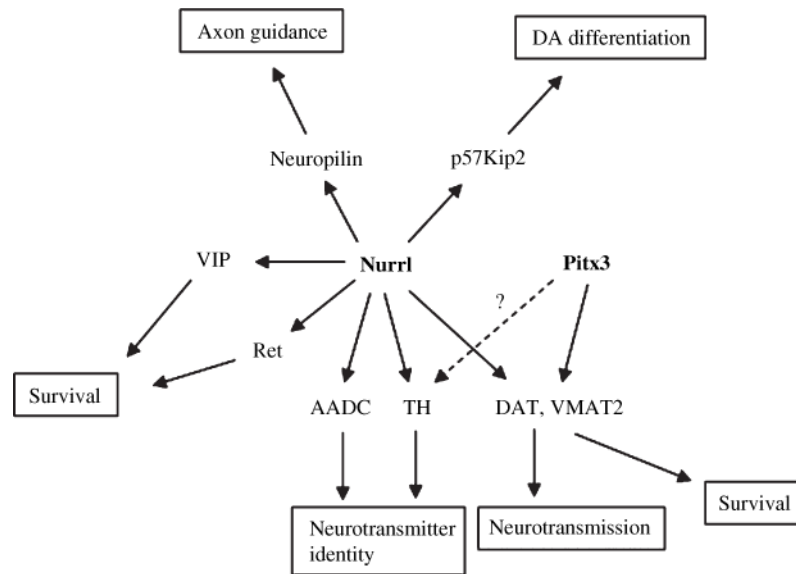 Axon guidance
DA differentiation
Neuropilin
p57Kip2
VIP
Nurrl
Pitx3
?
Ret
Survival
AADC
TH
DAT, VMAT2
Survival
Neurotransmitter
identity
Neurotransmission